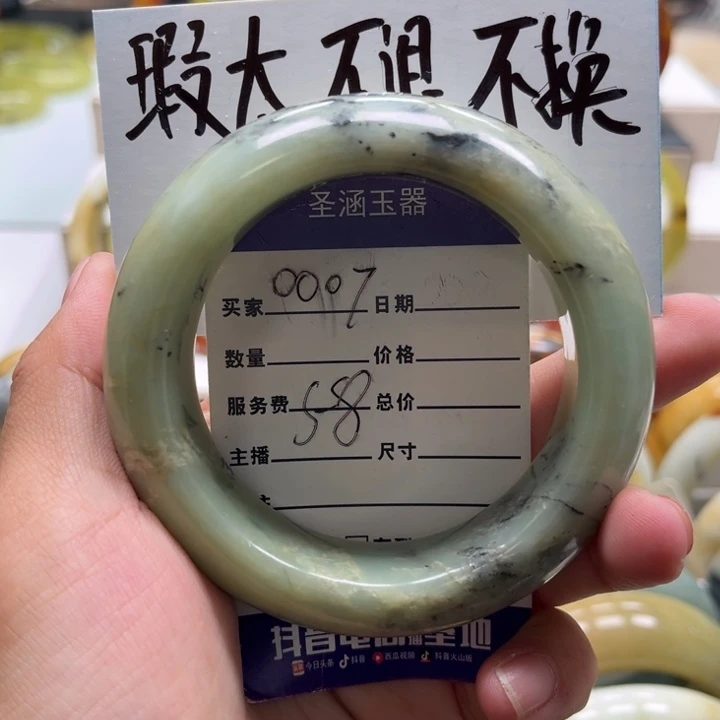 瑕大 不退 不换
圣涵玉器
买家 0007 日期
数量 价格
服务费 58 总价
主播 尺寸
抖音电商直播基地
今日头条 抖音 西瓜视频 抖音火山版